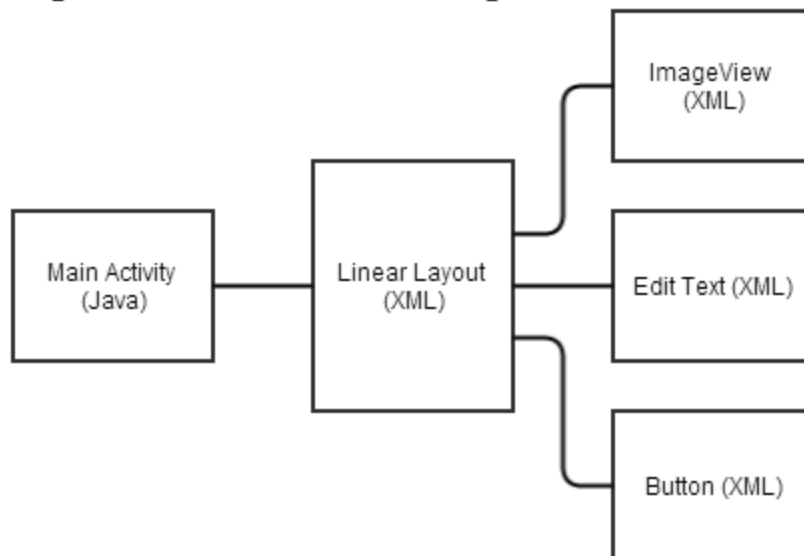 ImageView
(XML)
Main Activity
(Java)
Linear Layout
(XML)
Edit Text (XML)
Button (XML)